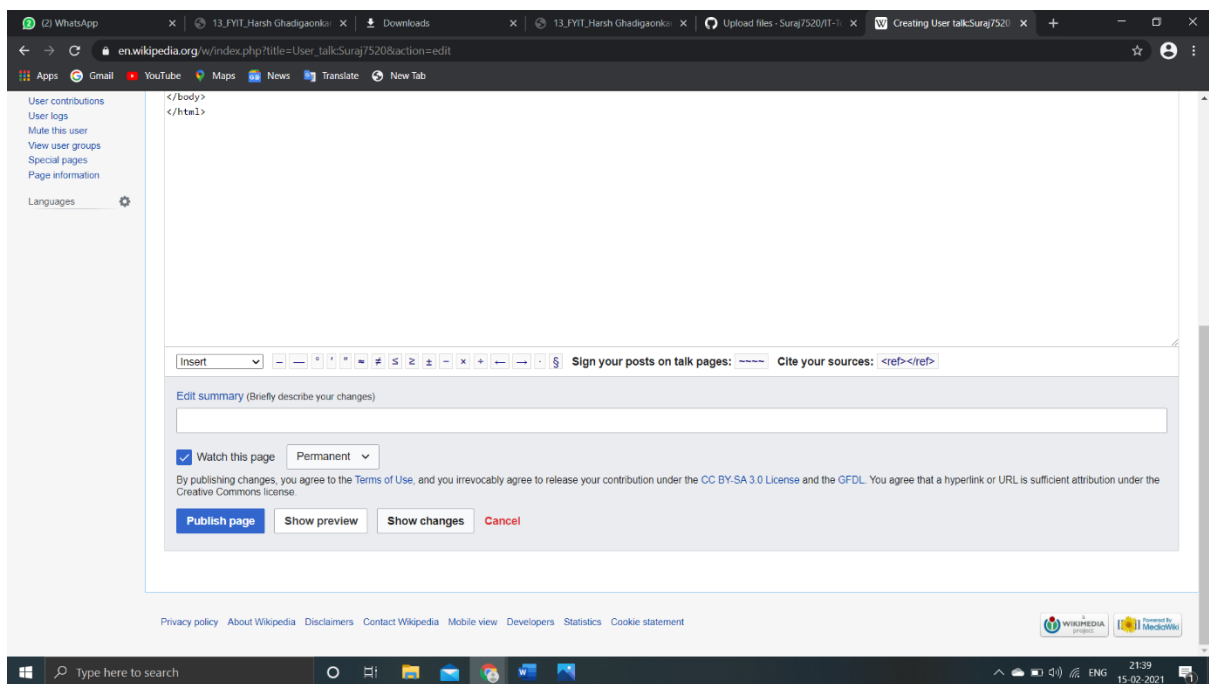 (2) WhatsApp
13_FYIT_Harsh Ghadigaonkar
Downloads
13_FYIT_Harsh Ghadigaonkar
Upload files · Suraj7520/IT-To
Creating User talk:Suraj7520
en.wikipedia.org/w/index.php?title=User_talk:Suraj7520&action=edit
Apps Gmail YouTube Maps News Translate New Tab
User contributions
User logs
Mute this user
View user groups
Special pages
Page information
Languages
</body>
</html>
Insert – — ° ′ ″ ≈ ≠ ≤ ≥ ± − × ÷ ← → · § Sign your posts on talk pages: ~~~~ Cite your sources: <ref></ref>
Edit summary (Briefly describe your changes)
Watch this page Permanent
By publishing changes, you agree to the Terms of Use, and you irrevocably agree to release your contribution under the CC BY-SA 3.0 License and the GFDL. You agree that a hyperlink or URL is sufficient attribution under the
Creative Commons license.
Publish page Show preview Show changes Cancel
Privacy policy About Wikipedia Disclaimers Contact Wikipedia Mobile view Developers Statistics Cookie statement
a WIKIMEDIA project
Powered By MediaWiki
Type here to search
ENG
21:39
15-02-2021